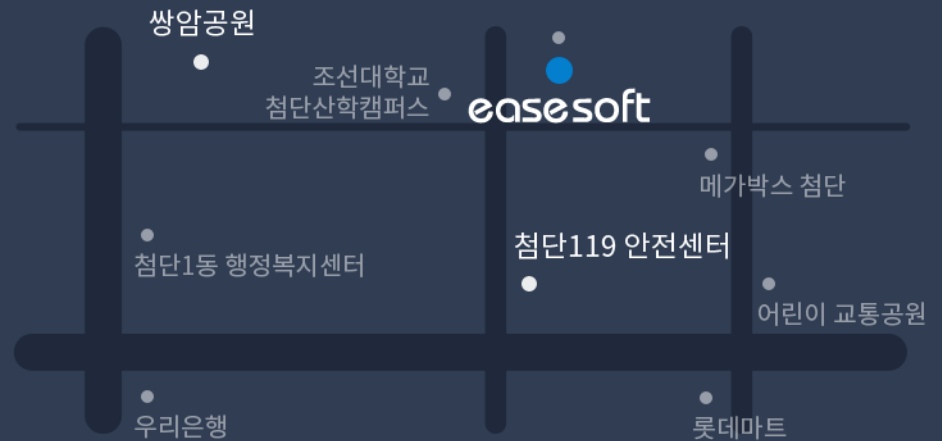 쌍암공원
조선대학교
첨단산학캠퍼스
easesoft
메가박스 첨단
첨단119 안전센터
첨단1동 행정복지센터
어린이 교통공원
우리은행
롯데마트